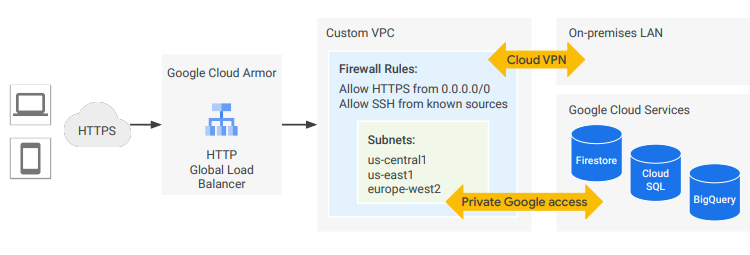 HTTPS
Google Cloud Armor
HTTP
Global Load
Balancer
Custom VPC
Firewall Rules:
Allow HTTPS from 0.0.0.0/0
Allow SSH from known sources
Subnets:
us-central1
us-east1
europe-west2
Cloud VPN
Private Google access
On-premises LAN
Google Cloud Services
Firestore
Cloud
SQL
BigQuery